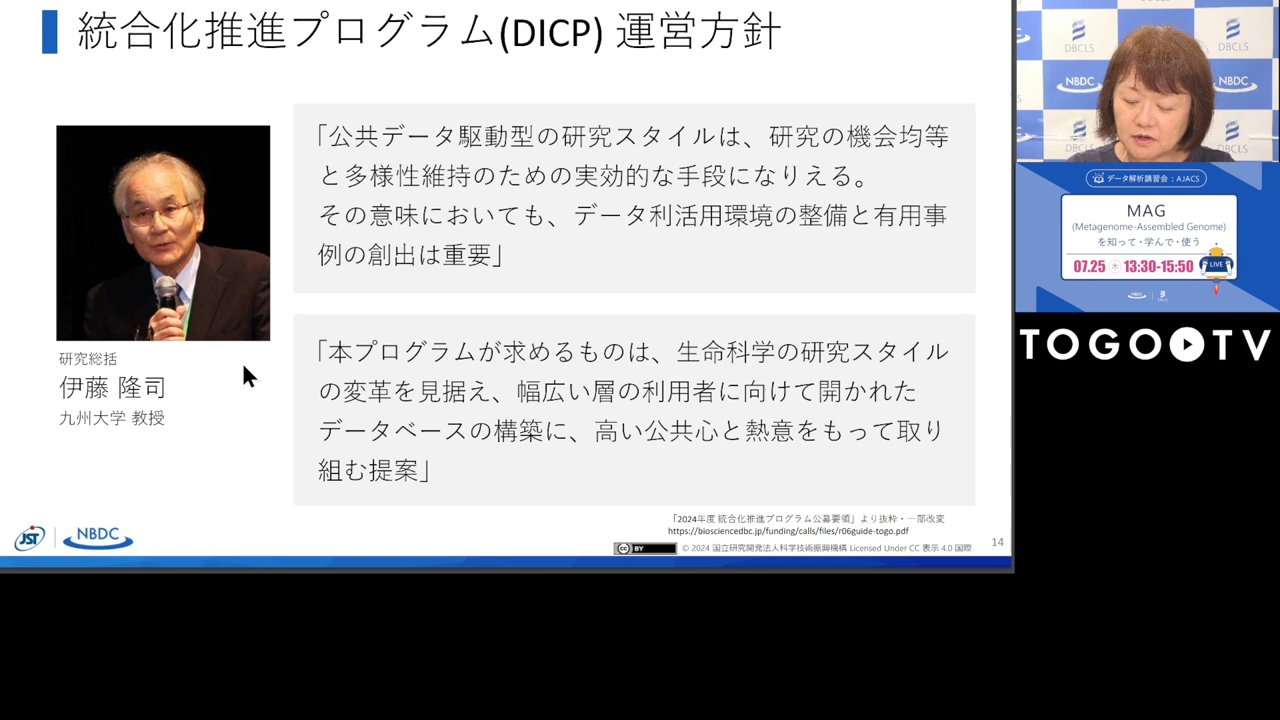 統合化推進プログラム(DICP) 運営方針
「公共データ駆動型の研究スタイルは、研究の機会均等
と多様性維持のための実効的な手段になりえる。
その意味においても、データ利活用環境の整備と有用事
例の創出は重要」
研究総括
伊藤 隆司
九州大学 教授
「本プログラムが求めるものは、生命科学の研究スタイル
の変革を見据え、幅広い層の利用者に向けて開かれた
データベースの構築に、高い公共心と熱意をもって取り
組む提案」
「2024年度 統合化推進プログラム公募要領」より抜粋・一部改変
https://biosciencedbc.jp/funding/calls/files/r06guide-togo.pdf
JST
NBDC
CC BY
© 2024 国立研究開発法人科学技術振興機構 Licensed Under CC 表示 4.0 国際
14
DBCLS
DBCLS
NBDC
NBDC
DBCLS
DBCLS
データ解析講習会:AJACS
MAG
(Metagenome-Assembled Genome)
を知って・学んで・使う
07.25 木 13:30-15:50
LIVE
NBDC
DBCLS
TOGO TV